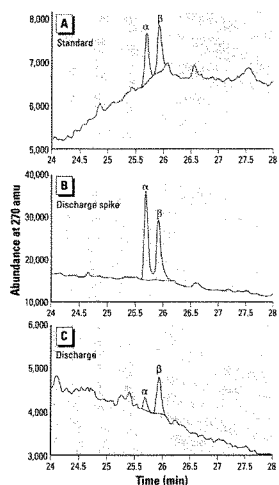 A
Standard
α
β
8,000
7,000
6,000
5,000
24
24.5
25
25.5
26
26.5
27
27.5
28
B
Discharge spike
α
β
40,000
30,000
20,000
10,000
24
24.5
25
25.5
26
26.5
27
27.5
28
C
Discharge
α
β
6,000
5,000
4,000
3,000
24
24.5
25
25.5
26
26.5
27
27.5
28
Abundance at 270 amu
Time (min)